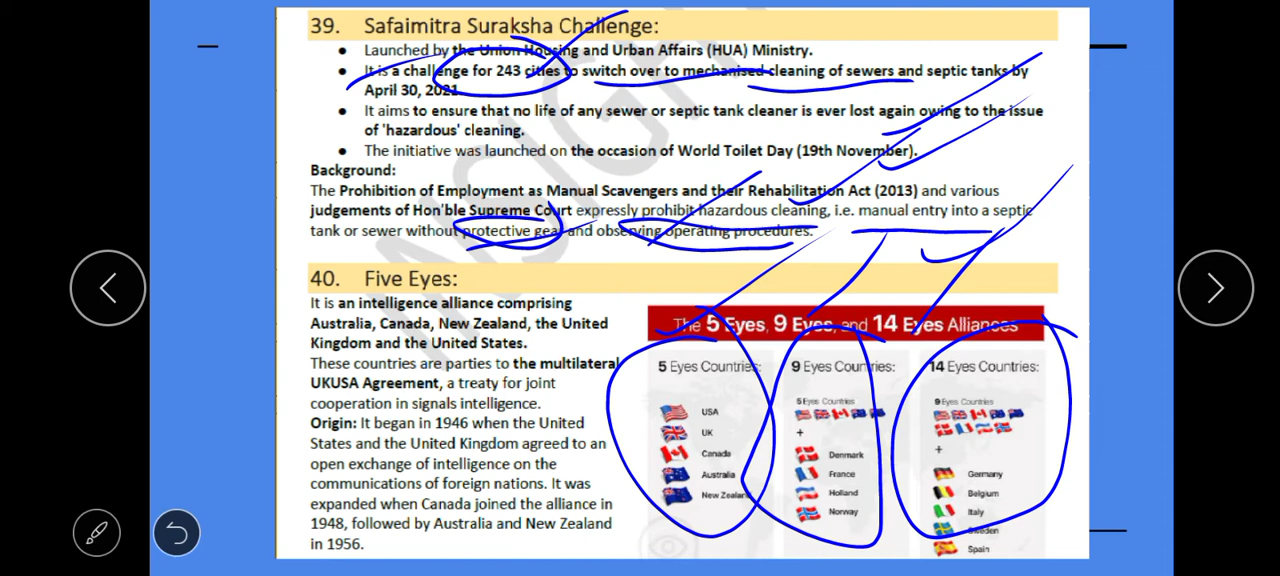 39. Safaimitra Suraksha Challenge:
• Launched by the Union Housing and Urban Affairs (HUA) Ministry.
• It is a challenge for 243 cities to switch over to mechanised cleaning of sewers and septic tanks by
April 30, 2021.
• It aims to ensure that no life of any sewer or septic tank cleaner is ever lost again owing to the issue
of 'hazardous' cleaning.
• The initiative was launched on the occasion of World Toilet Day (19th November).
Background:
The Prohibition of Employment as Manual Scavengers and their Rehabilitation Act (2013) and various
judgements of Hon'ble Supreme Court expressly prohibit hazardous cleaning, i.e. manual entry into a septic
tank or sewer without protective gear and observing operating procedures.
40. Five Eyes:
It is an intelligence alliance comprising
Australia, Canada, New Zealand, the United
Kingdom and the United States.
These countries are parties to the multilateral
UKUSA Agreement, a treaty for joint
cooperation in signals intelligence.
Origin: It began in 1946 when the United
States and the United Kingdom agreed to an
open exchange of intelligence on the
communications of foreign nations. It was
expanded when Canada joined the alliance in
1948, followed by Australia and New Zealand
in 1956.
The 5 Eyes, 9 Eyes, and 14 Eyes Alliances
5 Eyes Countries:
USA
UK
Canada
Australia
New Zealand
9 Eyes Countries:
5 Eyes Countries
+
Denmark
France
Holland
Norway
14 Eyes Countries:
9 Eyes Countries
+
Germany
Belgium
Italy
Sweden
Spain